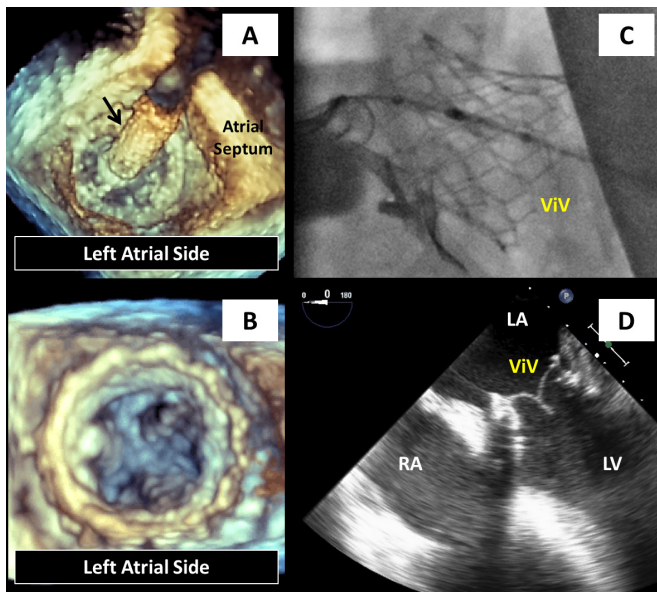 A
Atrial
Septum
Left Atrial Side
B
Left Atrial Side
C
ViV
D
0 0 180
P
LA
ViV
RA
LV